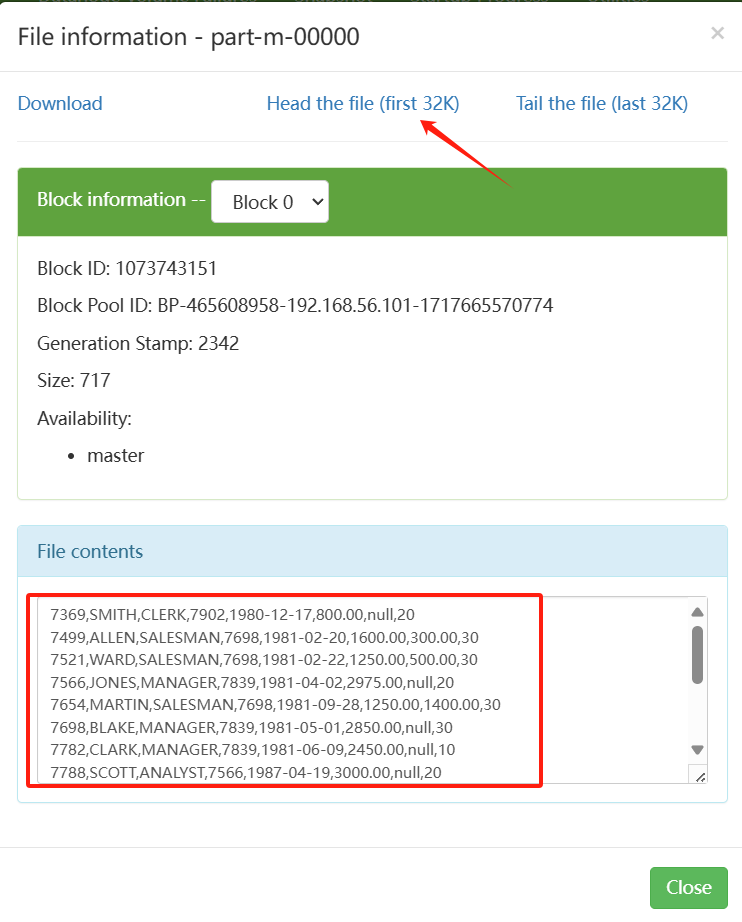 File information - part-m-00000
×
Download
Head the file (first 32K)
Tail the file (last 32K)
Block information --
Block 0
Block ID: 1073743151
Block Pool ID: BP-465608958-192.168.56.101-1717665570774
Generation Stamp: 2342
Size: 717
Availability:
• master
File contents
7369,SMITH,CLERK,7902,1980-12-17,800.00,null,20
7499,ALLEN,SALESMAN,7698,1981-02-20,1600.00,300.00,30
7521,WARD,SALESMAN,7698,1981-02-22,1250.00,500.00,30
7566,JONES,MANAGER,7839,1981-04-02,2975.00,null,20
7654,MARTIN,SALESMAN,7698,1981-09-28,1250.00,1400.00,30
7698,BLAKE,MANAGER,7839,1981-05-01,2850.00,null,30
7782,CLARK,MANAGER,7839,1981-06-09,2450.00,null,10
7788,SCOTT,ANALYST,7566,1987-04-19,3000.00,null,20
Close